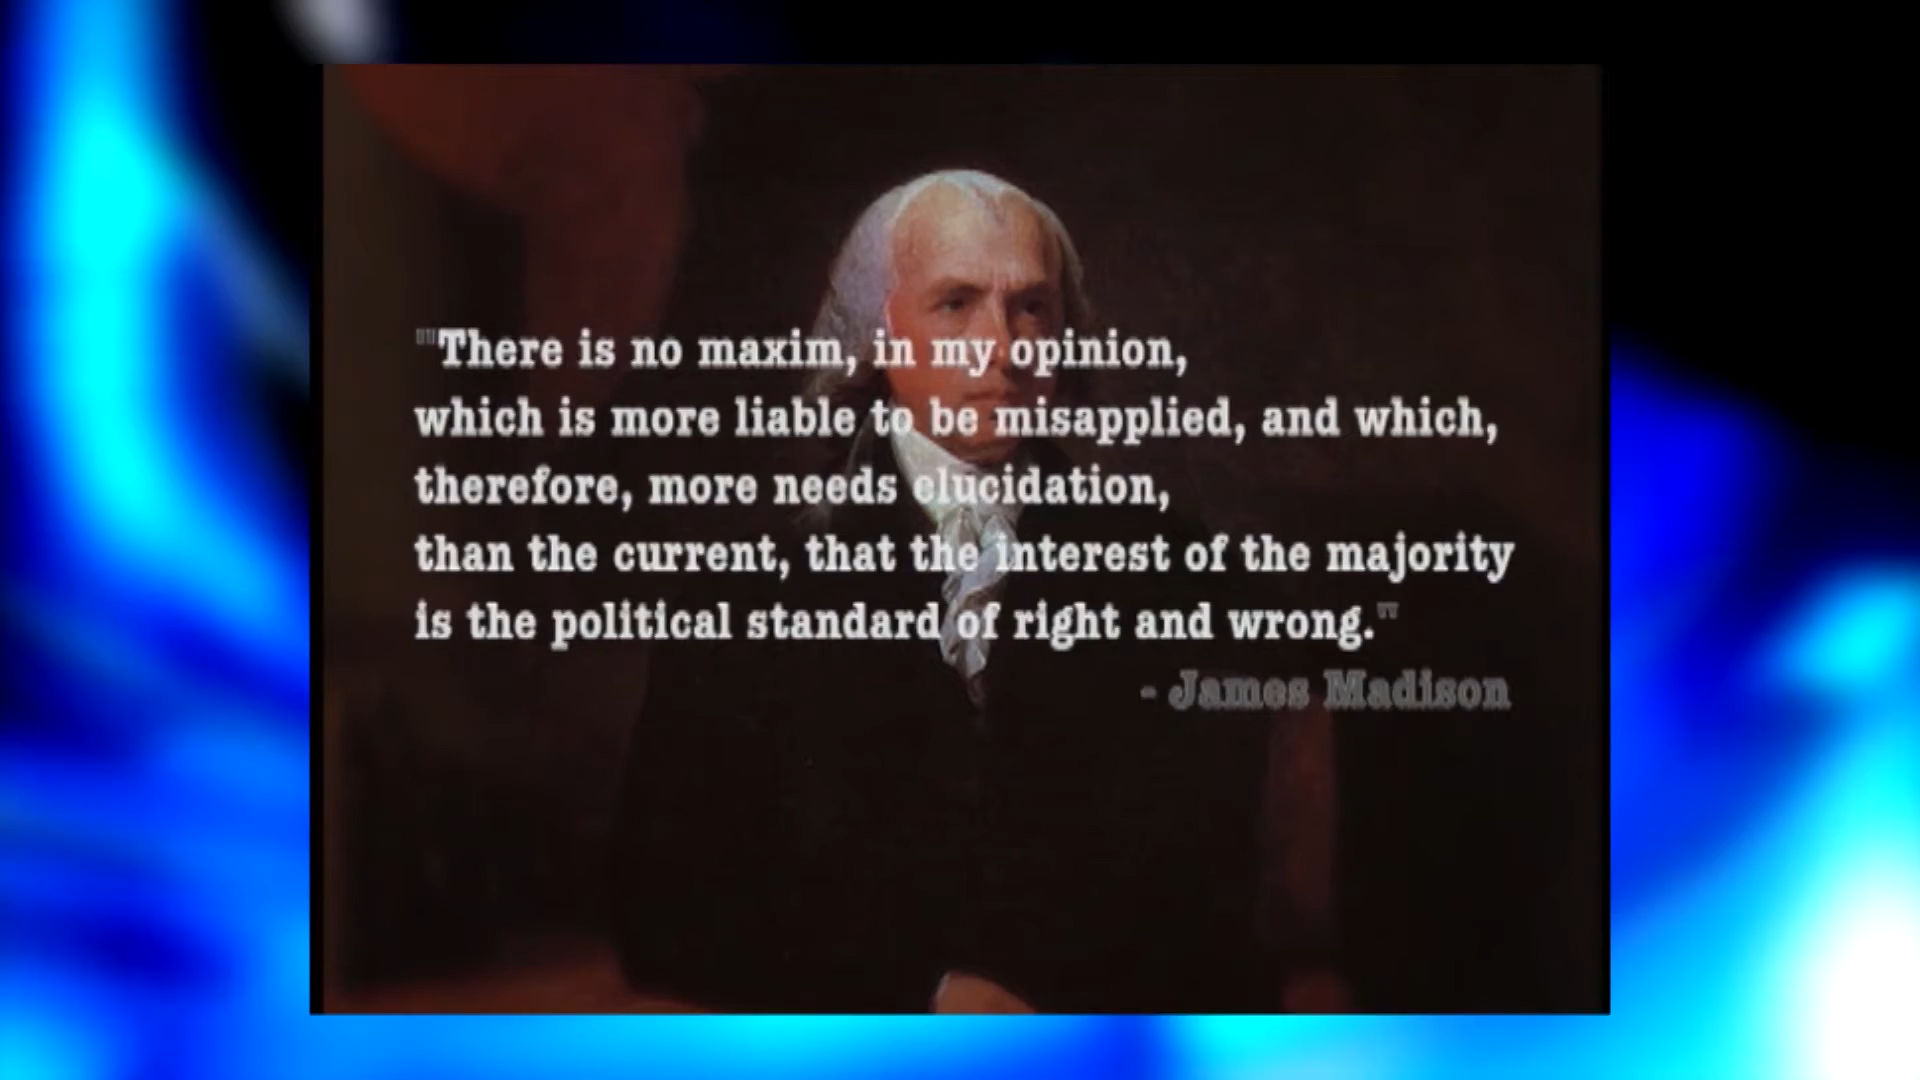 ""There is no maxim, in my opinion,
which is more liable to be misapplied, and which,
therefore, more needs elucidation,
than the current, that the interest of the majority
is the political standard of right and wrong."
- James Madison